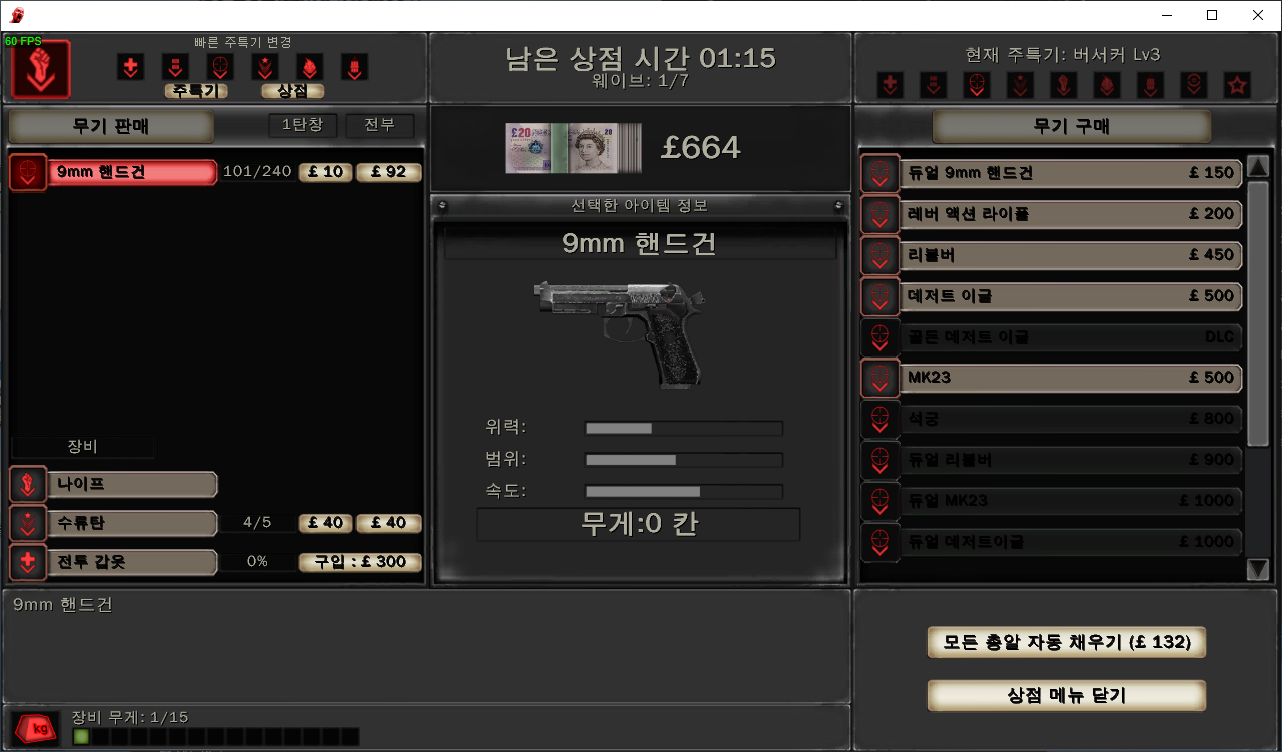 60 FPS
빠른 주특기 변경
주특기 상점
남은 상점 시간 01:15
웨이브: 1/7
현재 주특기: 버서커 Lv3
무기 판매 1탄창 전부
9mm 핸드건 101/240 £ 10 £ 92
장비
나이프
수류탄 4/5 £ 40 £ 40
전투 갑옷 0% 구입 : £ 300
£20 20
£664
선택한 아이템 정보
9mm 핸드건
위력:
범위:
속도:
무게:0 칸
무기 구매
듀얼 9mm 핸드건 £ 150
레버 액션 라이플 £ 200
리볼버 £ 450
데저트 이글 £ 500
골든 데저트 이글 DLC
MK23 £ 500
석궁 £ 800
듀얼 리볼버 £ 900
듀얼 MK23 £ 1000
듀얼 데저트이글 £ 1000
9mm 핸드건
kg
장비 무게: 1/15
모든 총알 자동 채우기 (£ 132)
상점 메뉴 닫기